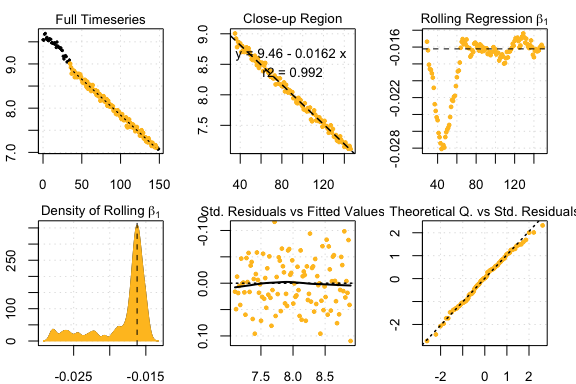 Full Timeseries
Close-up Region
Rolling Regression β1
7.0 8.0 9.0
0 50 100 150
y = 9.46 - 0.0162 x
r2 = 0.992
7.5 8.0 8.5 9.0
40 80 120
-0.028 -0.022 -0.016
40 80 120
Density of Rolling β1
Std. Residuals vs Fitted Values
Theoretical Q. vs Std. Residuals
0 100 250
-0.025 -0.015
-0.10 0.00 0.10
7.5 8.0 8.5
-2 0 1 2
-2 0 1 2